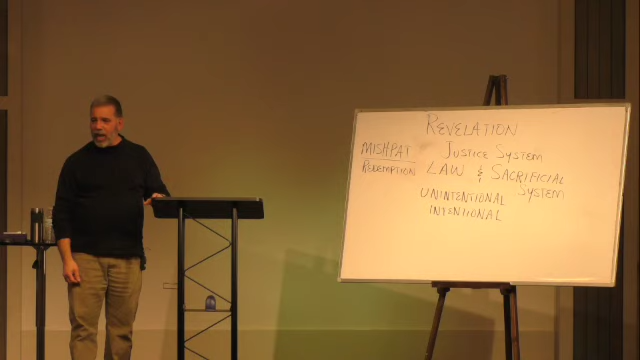 REVELATION
MISHPAT JUSTICE SYSTEM
REDEMPTION LAW & SACRIFICIAL
SYSTEM
UNINTENTIONAL
INTENTIONAL